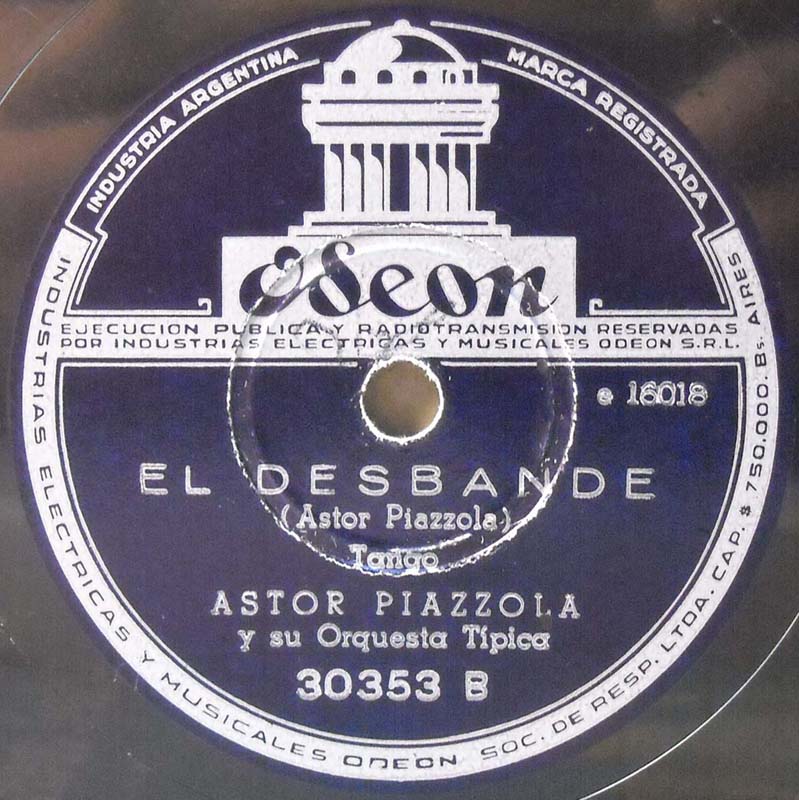 INDUSTRIA ARGENTINA
MARCA REGISTRADA
Odeon
EJECUCION PUBLICA Y RADIOTRANSMISION RESERVADAS
POR INDUSTRIAS ELECTRICAS Y MUSICALES ODEON S.R.L.
e 16018
EL DESBANDE
(Astor Piazzola)
Tango
ASTOR PIAZZOLA
y su Orquesta Típica
30353 B
INDUSTRIAS ELECTRICAS Y MUSICALES ODEON SOC. DE RESP. LTDA. CAP. $ 750.000. Bs. AIRES